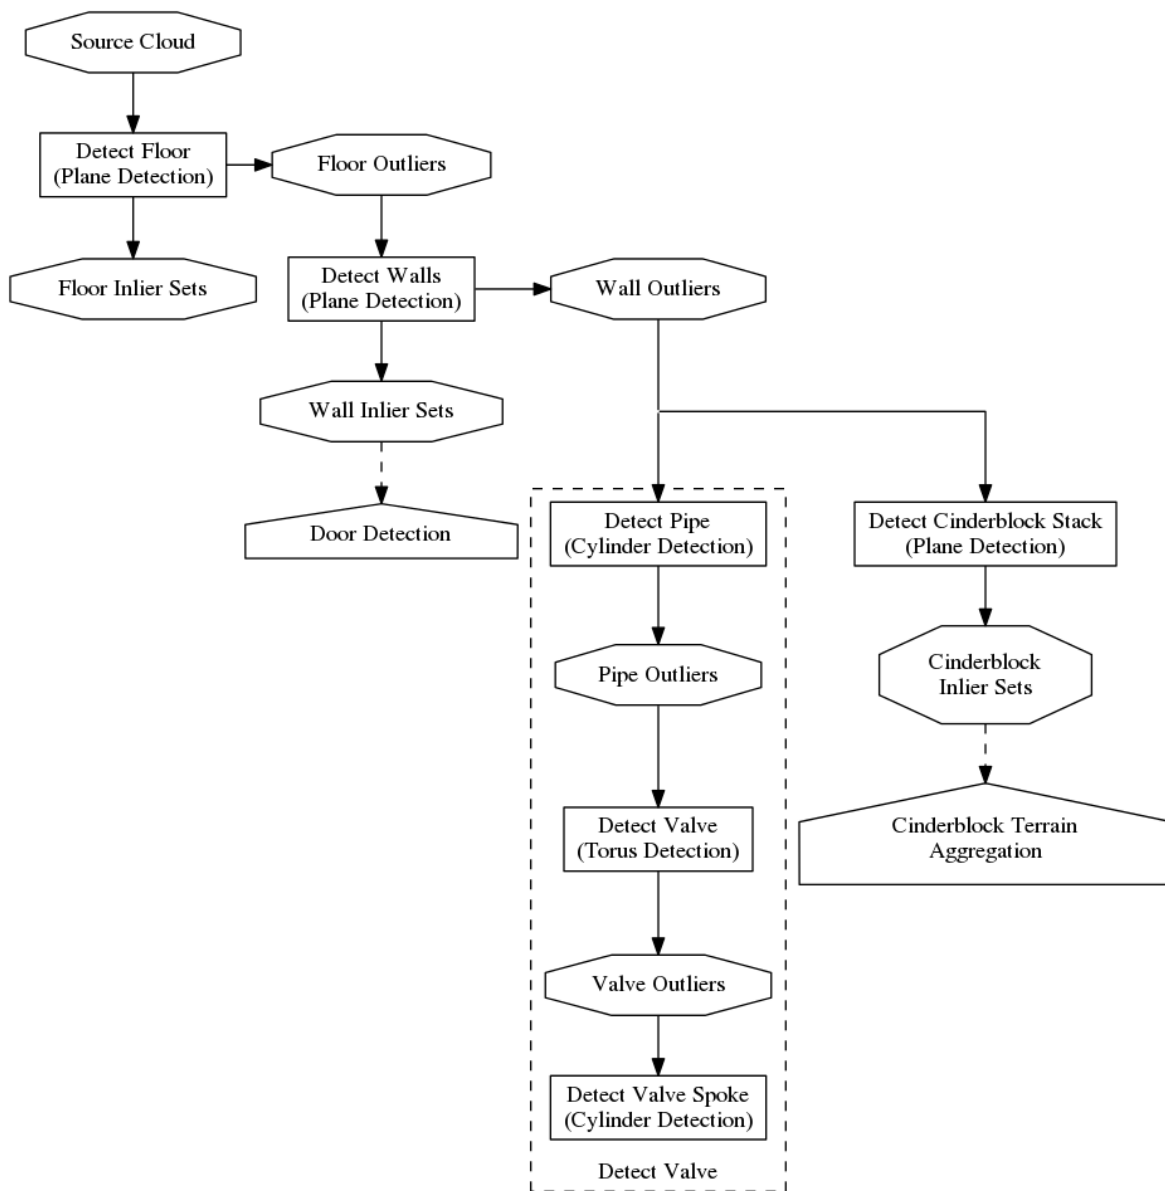 Source Cloud
Detect Floor
(Plane Detection)
Floor Outliers
Floor Inlier Sets
Detect Walls
(Plane Detection)
Wall Outliers
Wall Inlier Sets
Door Detection
Detect Pipe
(Cylinder Detection)
Detect Cinderblock Stack
(Plane Detection)
Pipe Outliers
Cinderblock
Inlier Sets
Detect Valve
(Torus Detection)
Cinderblock Terrain
Aggregation
Valve Outliers
Detect Valve Spoke
(Cylinder Detection)
Detect Valve